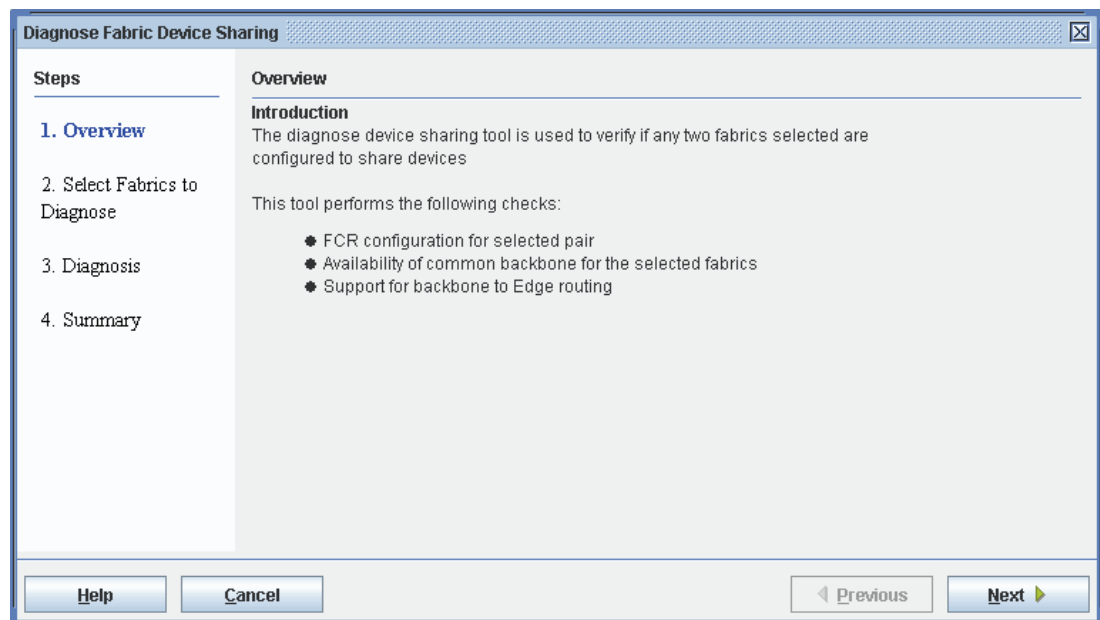 Diagnose Fabric Device Sharing
Steps
1. Overview
2. Select Fabrics to
Diagnose
3. Diagnosis
4. Summary
Overview
Introduction
The diagnose device sharing tool is used to verify if any two fabrics selected are
configured to share devices
This tool performs the following checks:
● FCR configuration for selected pair
● Availability of common backbone for the selected fabrics
● Support for backbone to Edge routing
Help
Cancel
Previous
Next